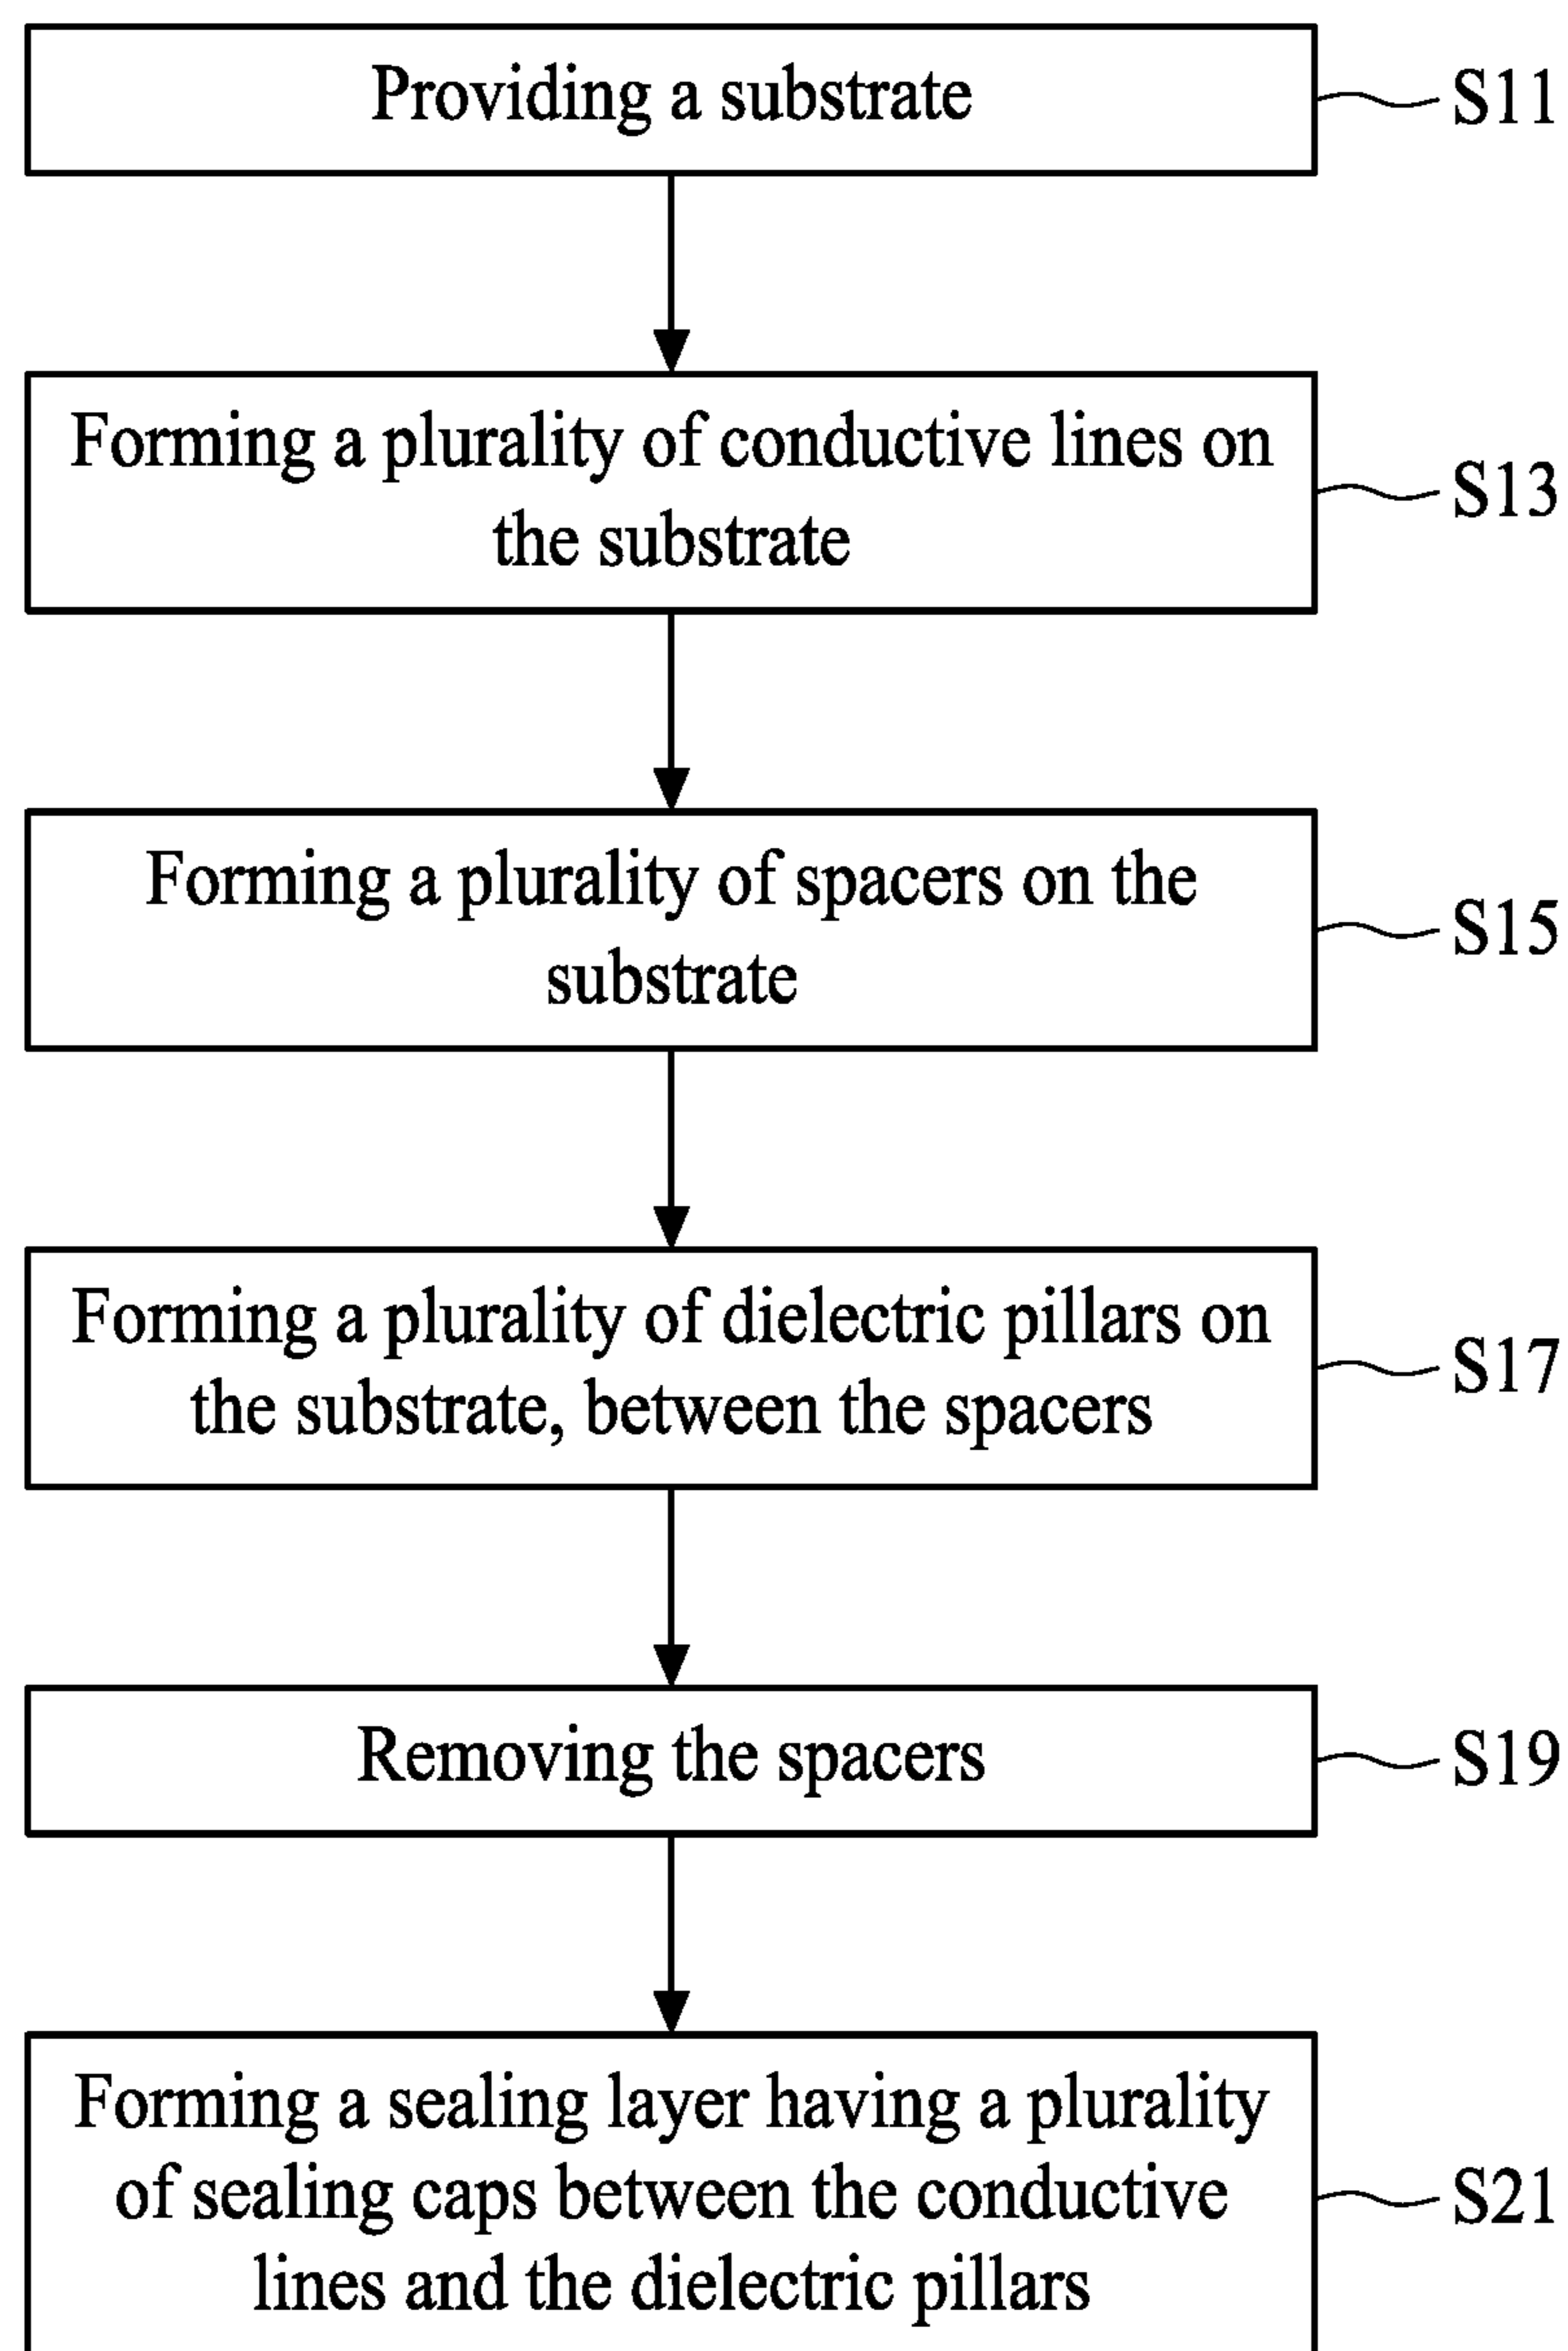 Providing a substrate
S11
Forming a plurality of conductive lines on
the substrate
S13
Forming a plurality of spacers on the
substrate
S15
Forming a plurality of dielectric pillars on
the substrate, between the spacers
S17
Removing the spacers
S19
Forming a sealing layer having a plurality
of sealing caps between the conductive
lines and the dielectric pillars
S21